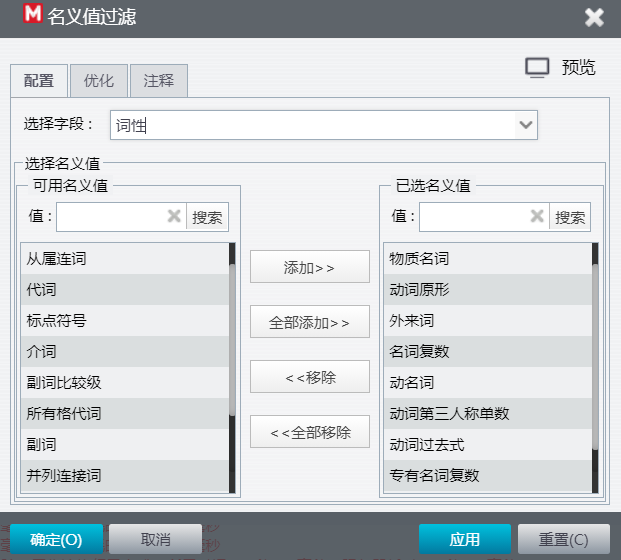 M 名义值过滤
预览
配置 优化 注释
选择字段： 词性
选择名义值
可用名义值
值： 搜索
从属连词
代词
标点符号
介词
副词比较级
所有格代词
副词
并列连接词
添加>>
全部添加>>
<<移除
<<全部移除
已选名义值
值： 搜索
物质名词
动词原形
外来词
名词复数
动名词
动词第三人称单数
动词过去式
专有名词复数
确定(O) 取消 应用 重置(C)